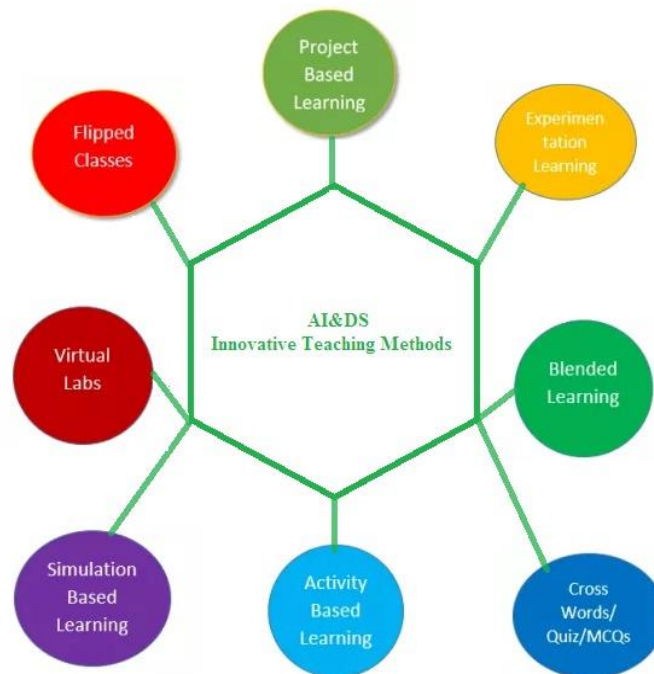 Project
Based
Learning
Flipped
Classes
Experimen
tation
Learning
AI&DS
Innovative Teaching Methods
Virtual
Labs
Blended
Learning
Simulation
Based
Learning
Activity
Based
Learning
Cross
Words/
Quiz/MCQs